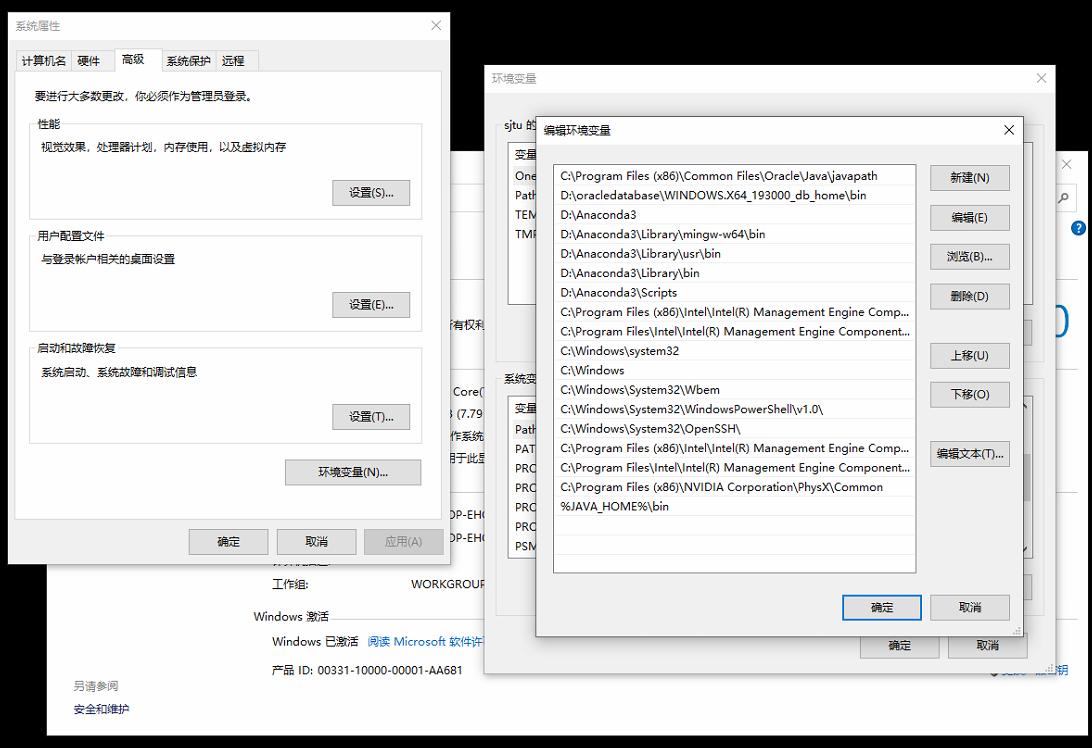 系统属性
计算机名 硬件 高级 系统保护 远程
要进行大多数更改，你必须作为管理员登录。
性能
视觉效果，处理器计划，内存使用，以及虚拟内存
设置(S)...
用户配置文件
与登录帐户相关的桌面设置
设置(E)...
启动和故障恢复
系统启动、系统故障和调试信息
设置(T)...
环境变量(N)...
确定 取消 应用(A)
环境变量
sjtu 的
变量
One
Path
TEM
TMP
系统变
变量
Path
PAT
PRO
PRC
PRC
PRO
PSM
确定 取消
编辑环境变量
C:\Program Files (x86)\Common Files\Oracle\Java\javapath
D:\oracledatabase\WINDOWS.X64_193000_db_home\bin
D:\Anaconda3
D:\Anaconda3\Library\mingw-w64\bin
D:\Anaconda3\Library\usr\bin
D:\Anaconda3\Library\bin
D:\Anaconda3\Scripts
C:\Program Files (x86)\Intel\Intel(R) Management Engine Comp...
C:\Program Files\Intel\Intel(R) Management Engine Component...
C:\Windows\system32
C:\Windows
C:\Windows\System32\Wbem
C:\Windows\System32\WindowsPowerShell\v1.0\
C:\Windows\System32\OpenSSH\
C:\Program Files (x86)\Intel\Intel(R) Management Engine Comp...
C:\Program Files\Intel\Intel(R) Management Engine Component...
C:\Program Files (x86)\NVIDIA Corporation\PhysX\Common
%JAVA_HOME%\bin
新建(N)
编辑(E)
浏览(B)...
删除(D)
上移(U)
下移(O)
编辑文本(T)...
确定 取消
所有权利
Core(
(7.79
作系统
用于此显
OP-EHC
OP-EHC
工作组: WORKGROUP
Windows 激活
Windows 已激活 阅读 Microsoft 软件许
产品 ID: 00331-10000-00001-AA681
另请参阅
安全和维护